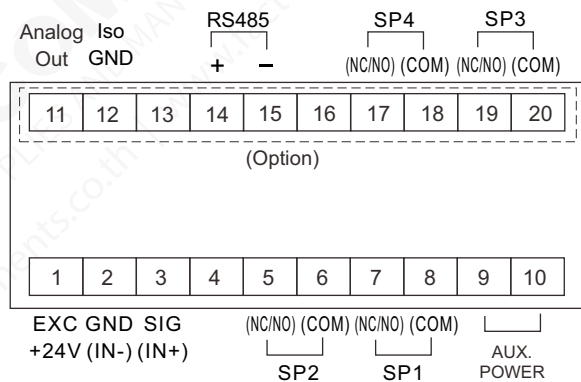 Analog Iso RS485 SP4 SP3
Out GND + − (NC/NO) (COM) (NC/NO) (COM)
11 12 13 14 15 16 17 18 19 20
(Option)
1 2 3 4 5 6 7 8 9 10
EXC GND SIG (NC/NO) (COM) (NC/NO) (COM)
+24V (IN-) (IN+) SP2 SP1 AUX.
POWER